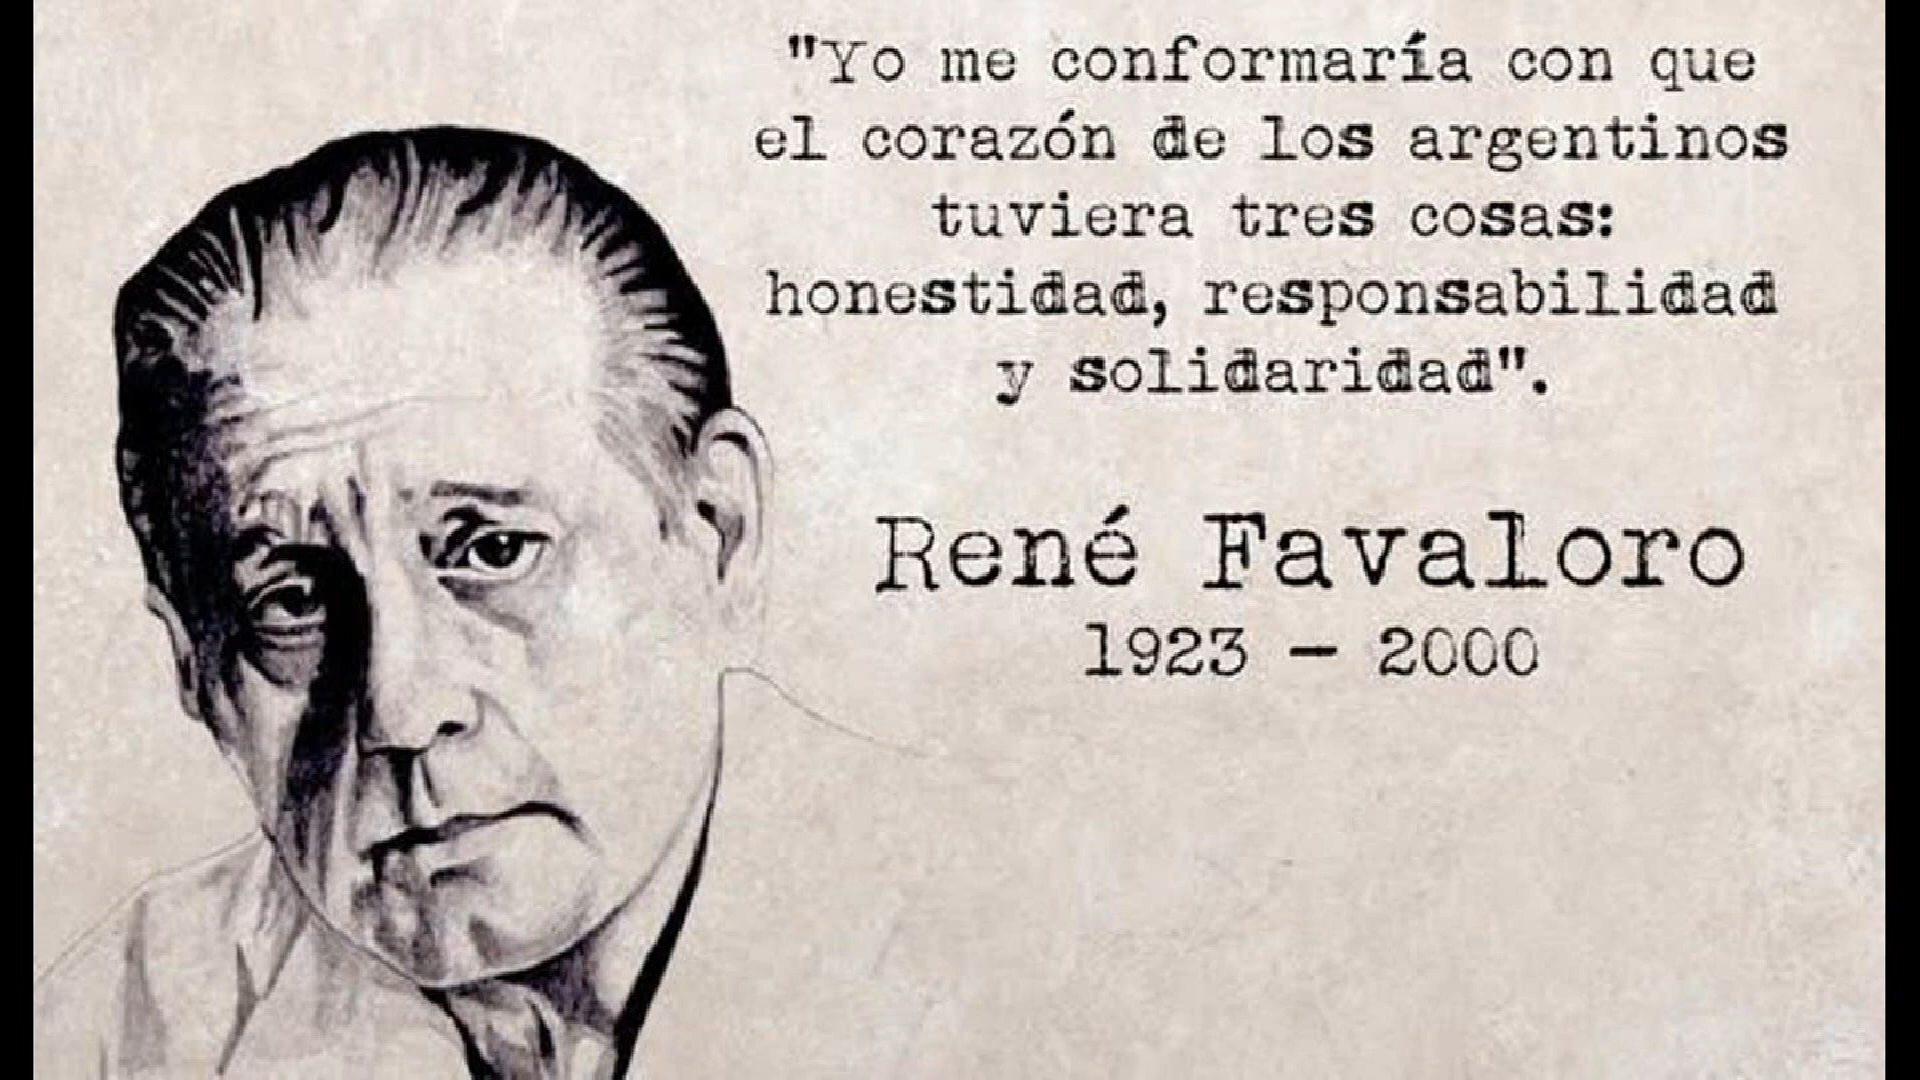 "Yo me conformaría con que
el corazón de los argentinos
tuviera tres cosas:
honestidad, responsabilidad
y solidaridad".
René Favaloro
1923 - 2000